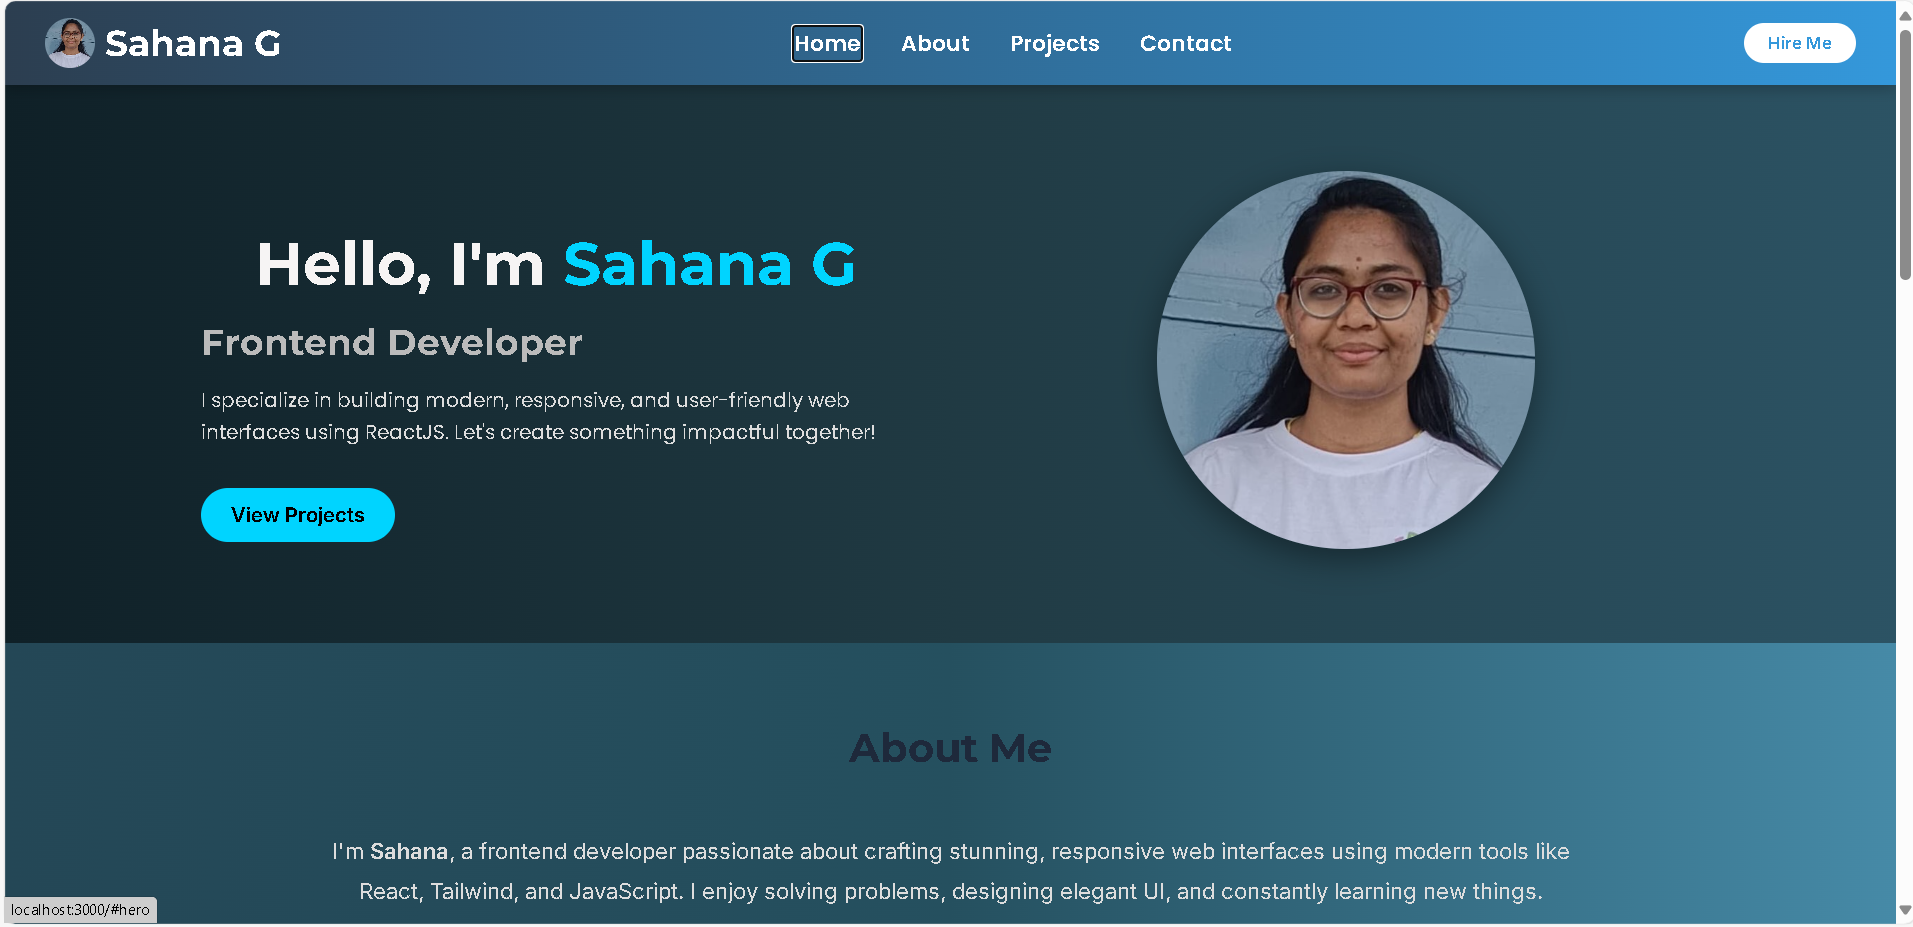 Sahana G
Home About Projects Contact
Hire Me
Hello, I'm Sahana G
Frontend Developer
I specialize in building modern, responsive, and user-friendly web
interfaces using ReactJS. Let's create something impactful together!
View Projects
About Me
I'm Sahana, a frontend developer passionate about crafting stunning, responsive web interfaces using modern tools like
React, Tailwind, and JavaScript. I enjoy solving problems, designing elegant UI, and constantly learning new things.
localhost:3000/#hero